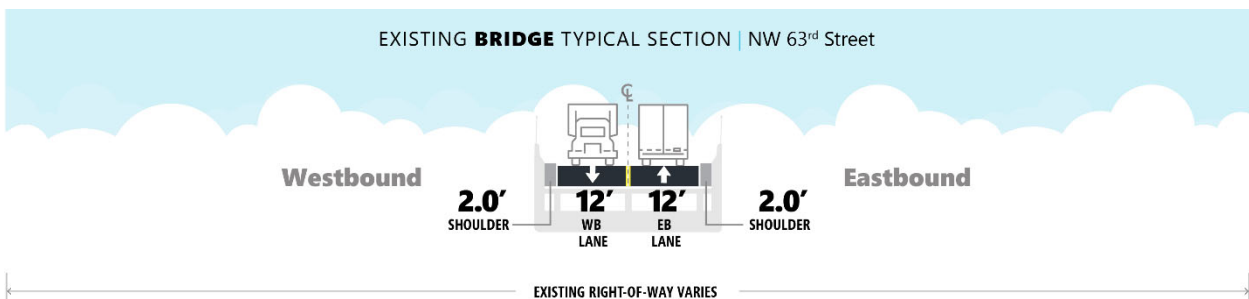 EXISTING BRIDGE TYPICAL SECTION | NW 63rd Street
℄
Westbound
Eastbound
2.0′
SHOULDER
12′
WB
LANE
12′
EB
LANE
2.0′
SHOULDER
EXISTING RIGHT-OF-WAY VARIES